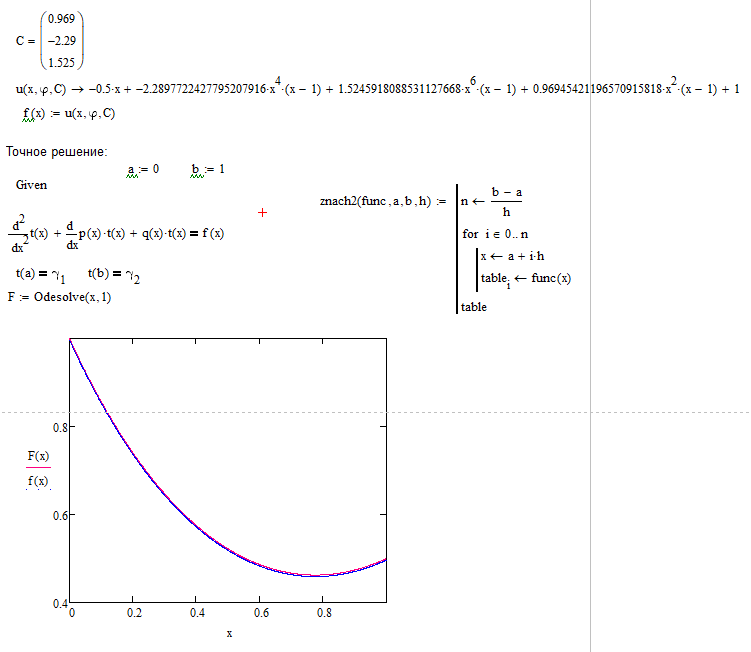 C = (0.969 −2.29 1.525)
u(x, φ, C) → −0.5·x + −2.2897722427795207916·x⁴·(x − 1) + 1.5245918088531127668·x⁶·(x − 1) + 0.96945421196570915818·x²·(x − 1) + 1
f(x) := u(x, φ, C)
Точное решение:
a := 0 b := 1
Given
d²/dx² t(x) + d/dx p(x)·t(x) + q(x)·t(x) = f(x)
t(a) = γ₁ t(b) = γ₂
F := Odesolve(x, 1)
znach2(func, a, b, h) :=
n ← (b − a)/h
for i ∈ 0.. n
x ← a + i·h
tableᵢ ← func(x)
table
F(x)
f(x)
0.8
0.6
0.4
0 0.2 0.4 0.6 0.8
x